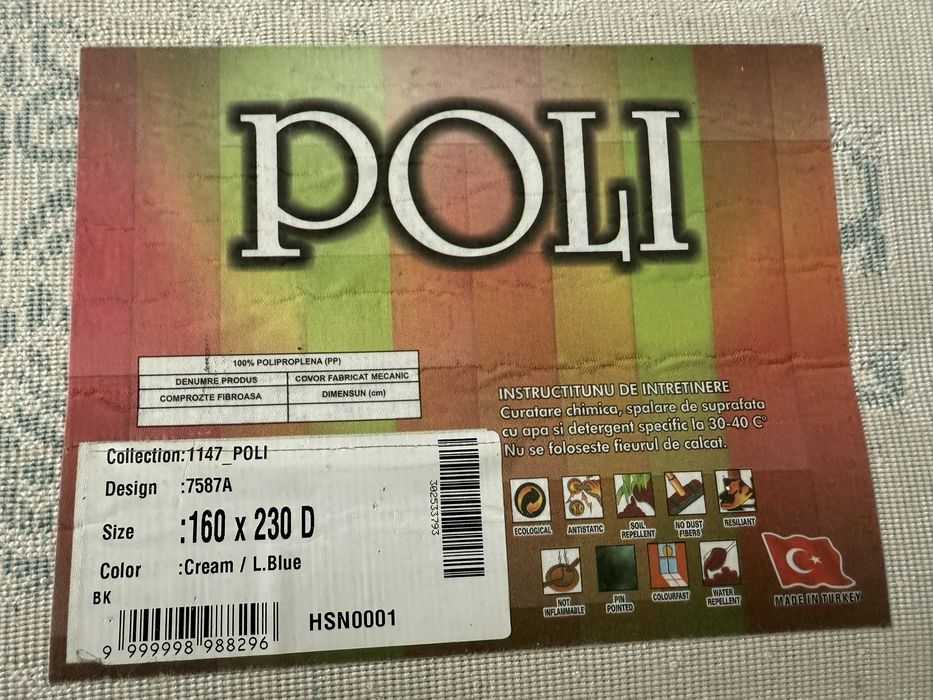 POLI
100% POLIPROPLENA (PP)
DENUMRE PRODUS
COVOR FABRICAT MECANIC
COMPROZTE FIBROASA
DIMENSUN (cm)
INSTRUCTITUNU DE INTRETINERE
Curatare chimica, spalare de suprafata
cu apa si detergent specific la 30-40 C°
Nu se foloseste fieurul de calcat.
Collection:1147_POLI
Design :7587A
Size :160 x 230 D
Color :Cream / L.Blue
BK
9 999998 988296
HSN0001
302533793
ECOLOGICAL
ANTISTATIC
SOIL
REPELLENT
NO DUST
FIBERS
RESILIANT
NOT
INFLAMMABLE
PIN
POINTED
COLOURFAST
WATER
REPELLENT
MADE IN TURKEY